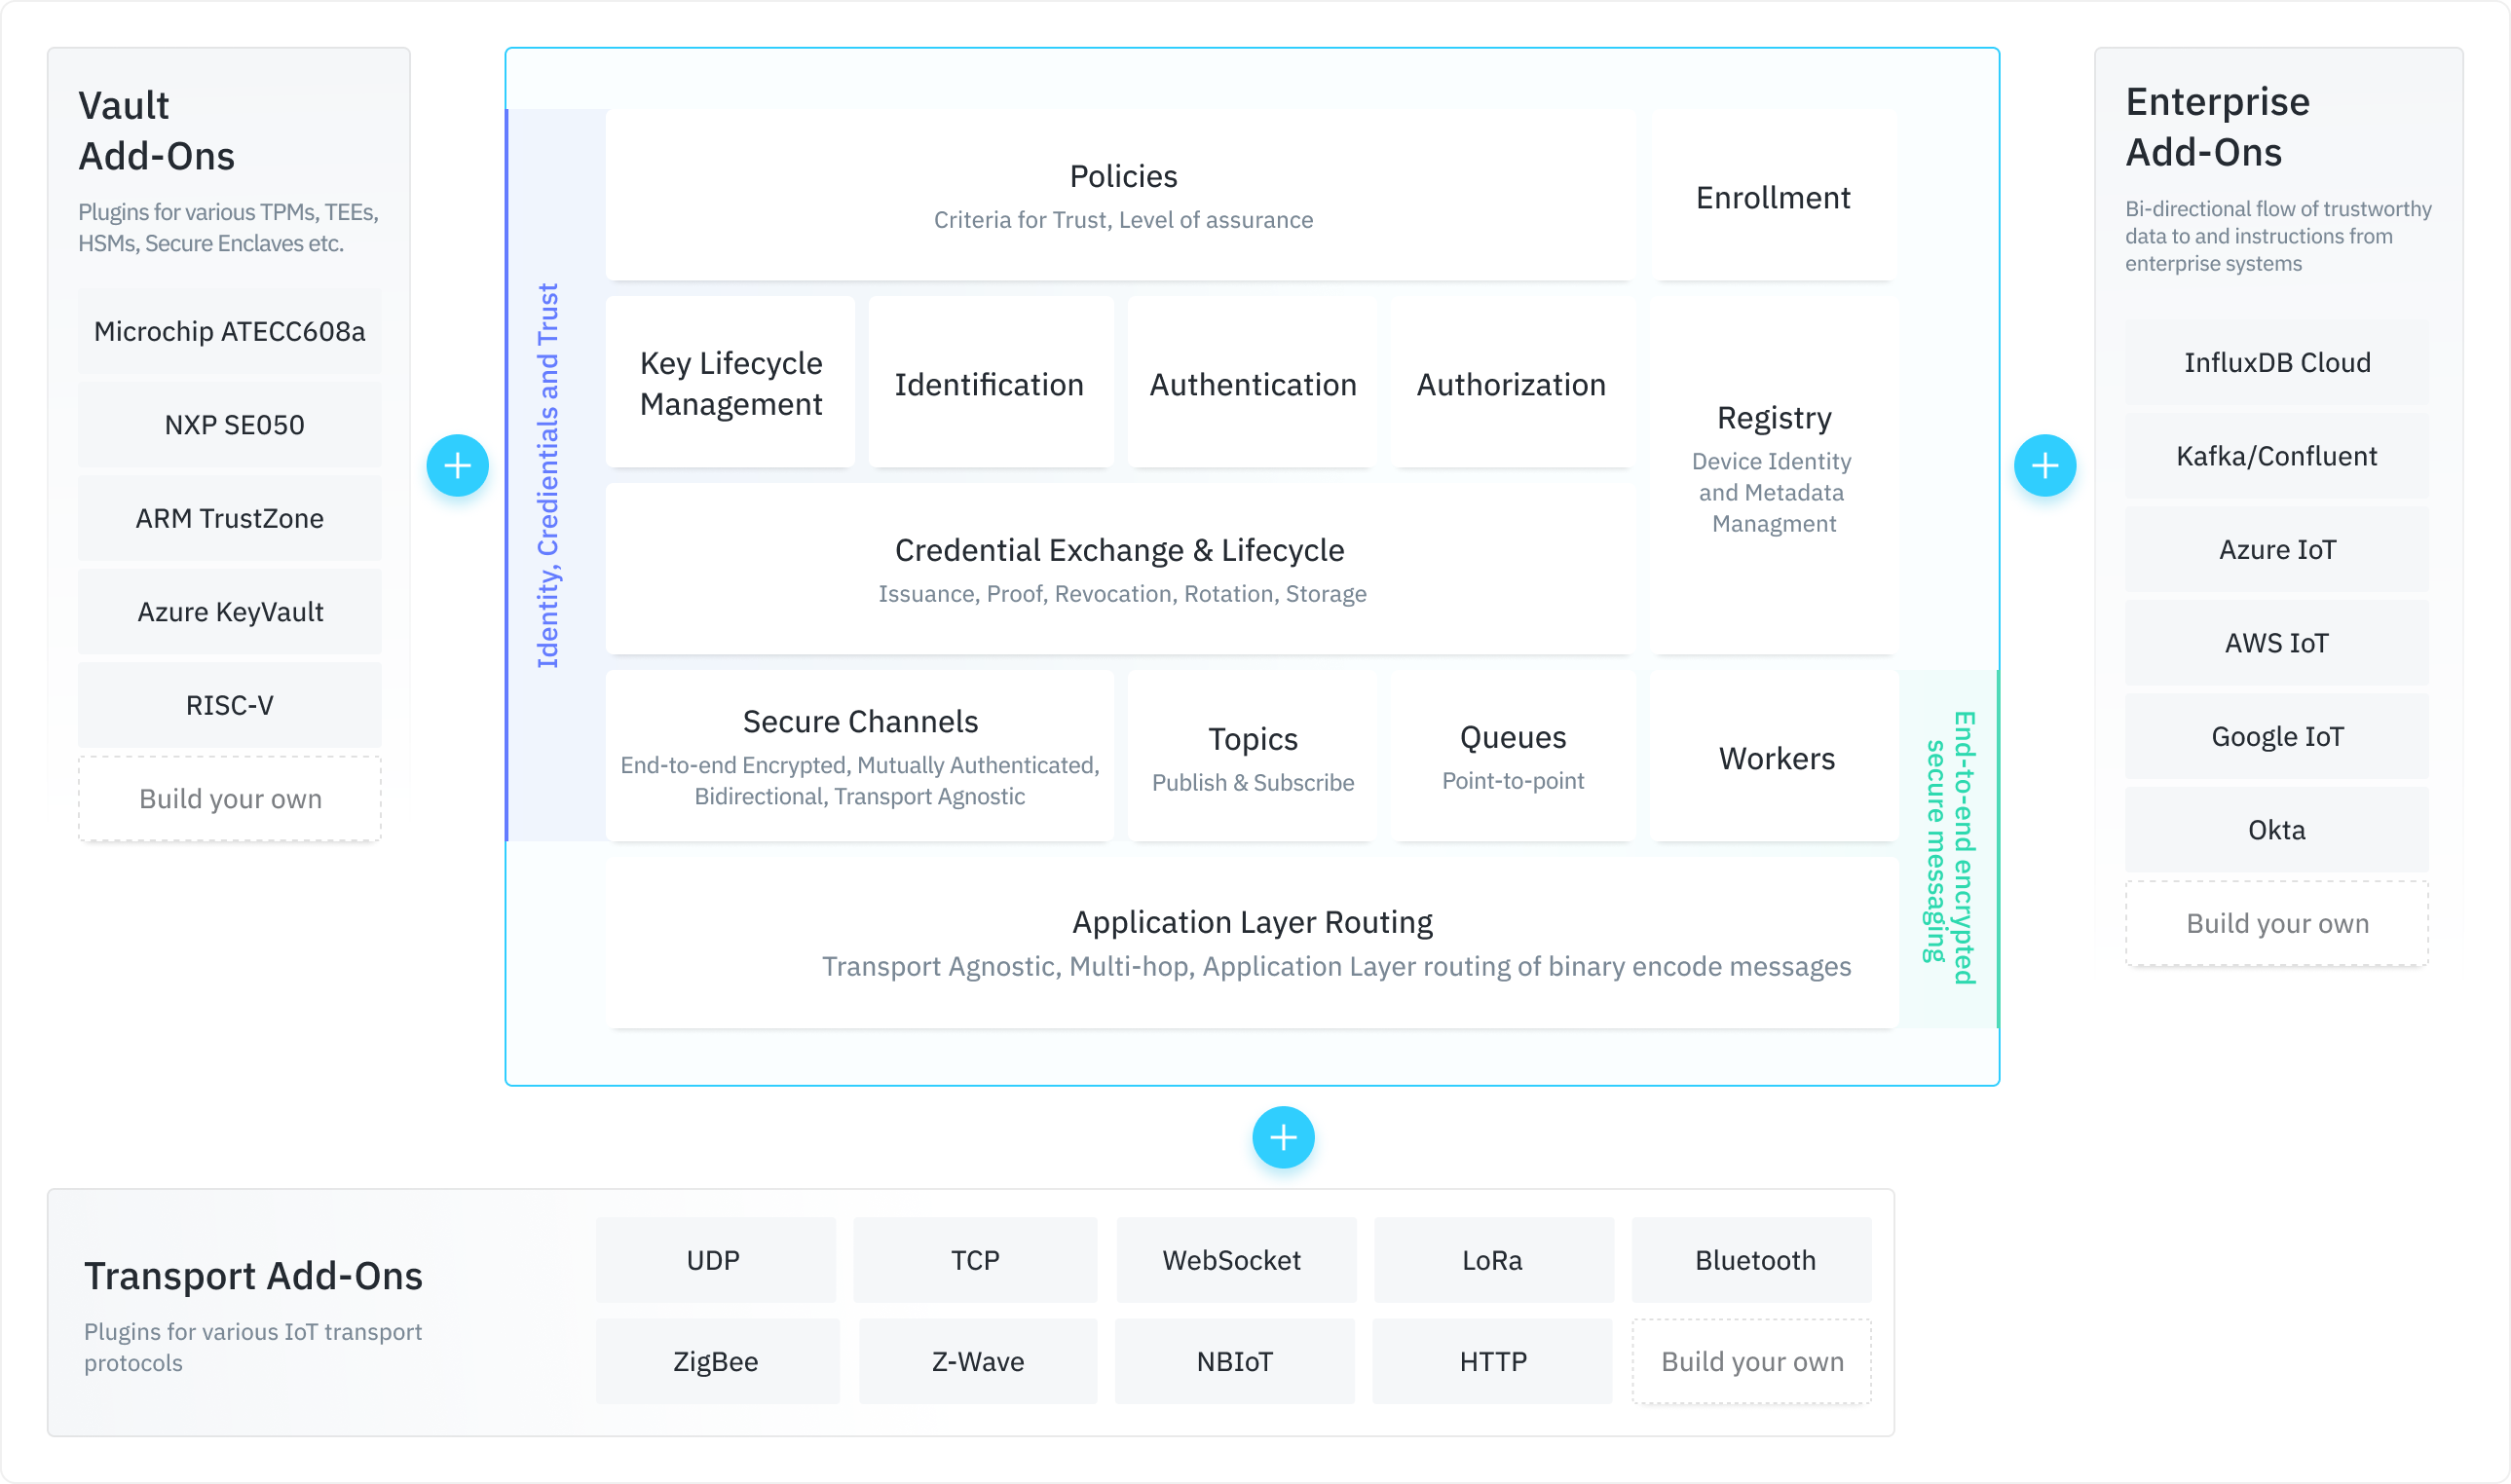 Vault
Add-Ons
Plugins for various TPMs, TEEs,
HSMs, Secure Enclaves etc.
Microchip ATECC608a
NXP SE050
ARM TrustZone
Azure KeyVault
RISC-V
Build your own
Identity, Credientials and Trust
Policies
Criteria for Trust, Level of assurance
Enrollment
Key Lifecycle
Management
Identification
Authentication
Authorization
Registry
Device Identity
and Metadata
Managment
Credential Exchange & Lifecycle
Issuance, Proof, Revocation, Rotation, Storage
Secure Channels
End-to-end Encrypted, Mutually Authenticated,
Bidirectional, Transport Agnostic
Topics
Publish & Subscribe
Queues
Point-to-point
Workers
Application Layer Routing
Transport Agnostic, Multi-hop, Application Layer routing of binary encode messages
End-to-end encrypted
secure messaging
Enterprise
Add-Ons
Bi-directional flow of trustworthy
data to and instructions from
enterprise systems
InfluxDB Cloud
Kafka/Confluent
Azure IoT
AWS IoT
Google IoT
Okta
Build your own
Transport Add-Ons
Plugins for various IoT transport
protocols
UDP
TCP
WebSocket
LoRa
Bluetooth
ZigBee
Z-Wave
NBIoT
HTTP
Build your own